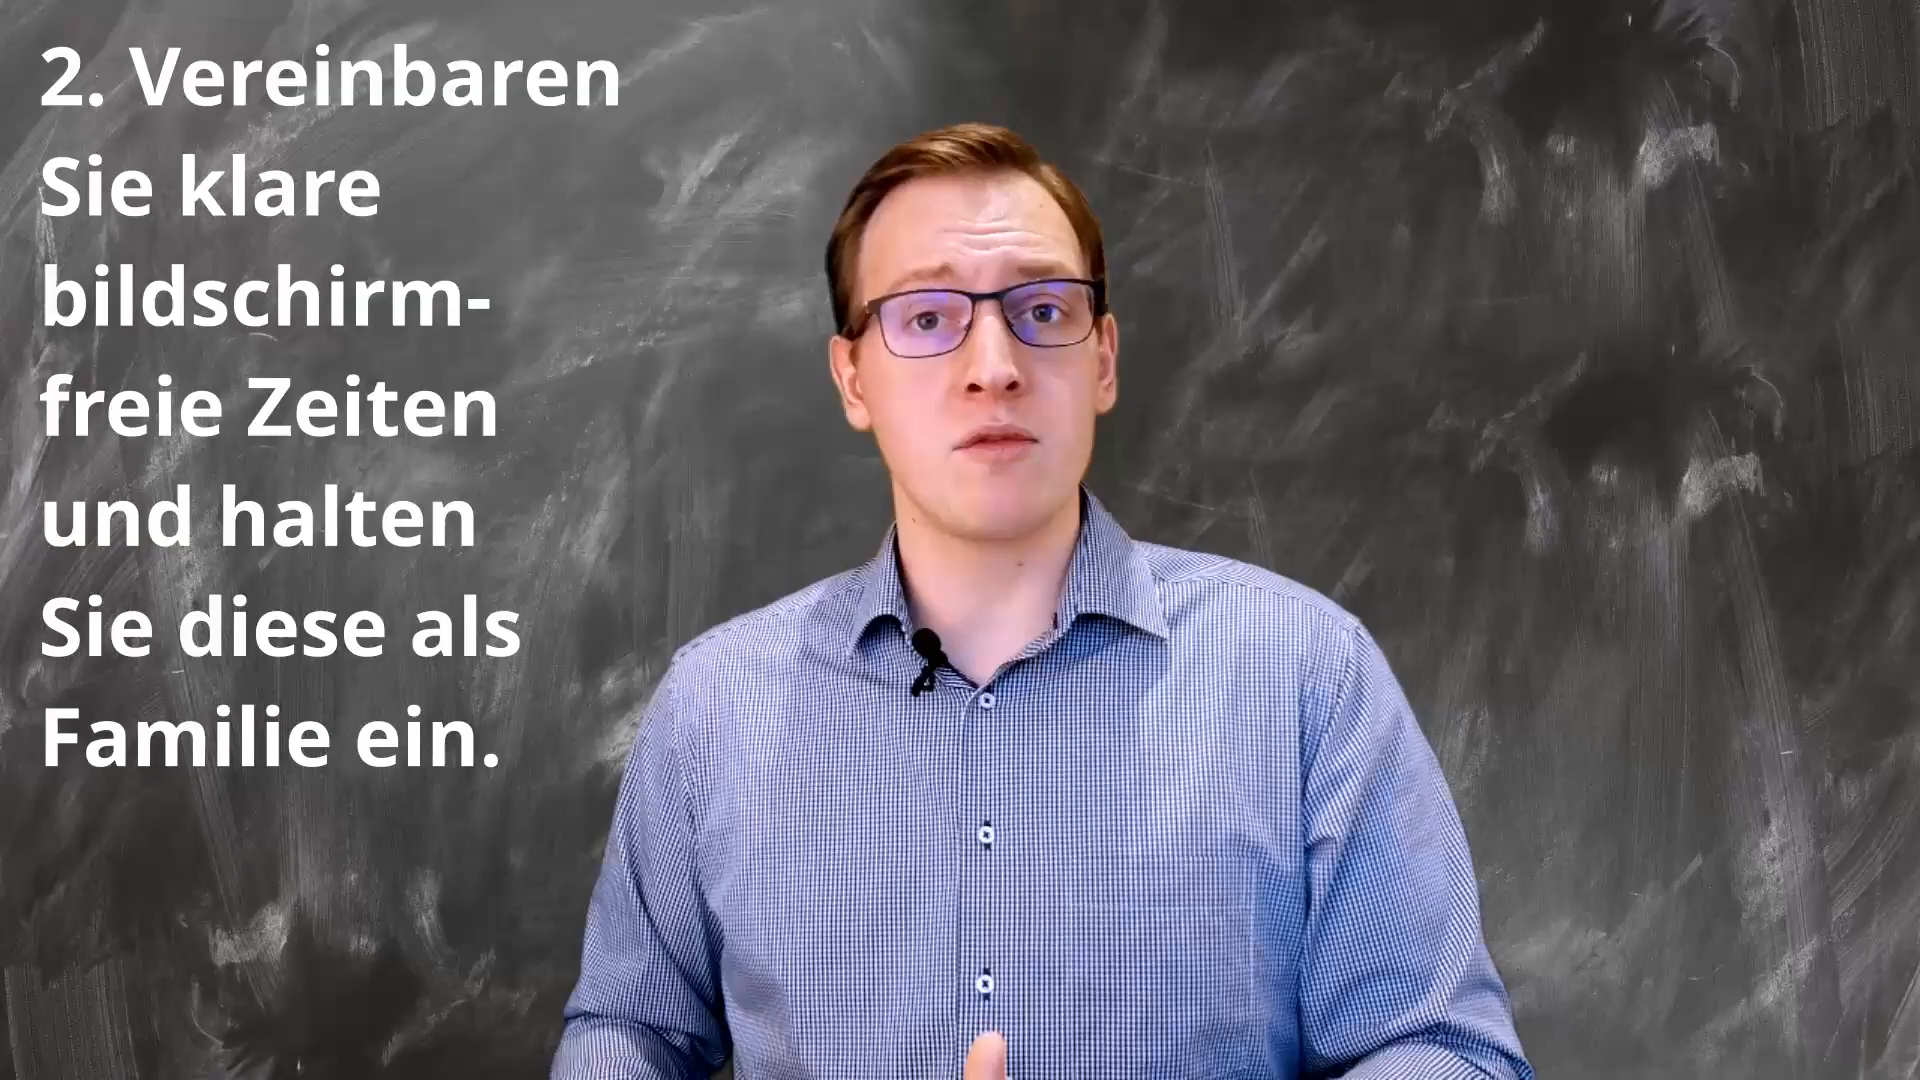 2. Vereinbaren
Sie klare
bildschirm-
freie Zeiten
und halten
Sie diese als
Familie ein.